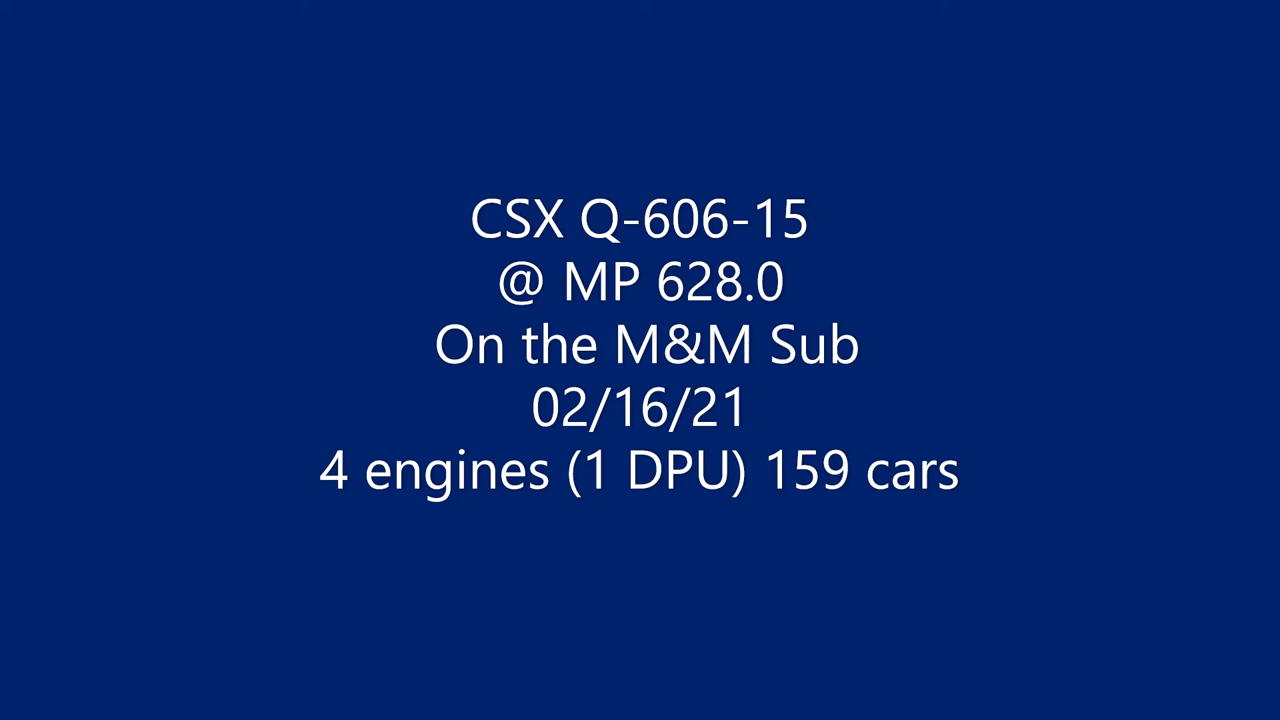 CSX Q-606-15
@ MP 628.0
On the M&M Sub
02/16/21
4 engines (1 DPU) 159 cars